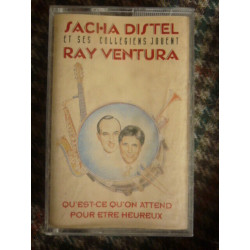 SACHA DISTEL
ET SES COLLEGIENS JOUENT
RAY VENTURA
QU'EST-CE QU'ON ATTEND
POUR ETRE HEUREUX